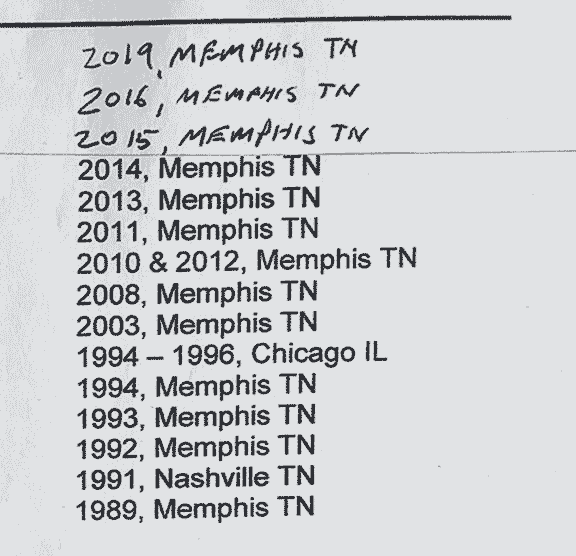 2019, MEMPHIS TN
2016, MEMPHIS TN
2015, MEMPHIS TN
2014, Memphis TN
2013, Memphis TN
2011, Memphis TN
2010 & 2012, Memphis TN
2008, Memphis TN
2003, Memphis TN
1994 – 1996, Chicago IL
1994, Memphis TN
1993, Memphis TN
1992, Memphis TN
1991, Nashville TN
1989, Memphis TN